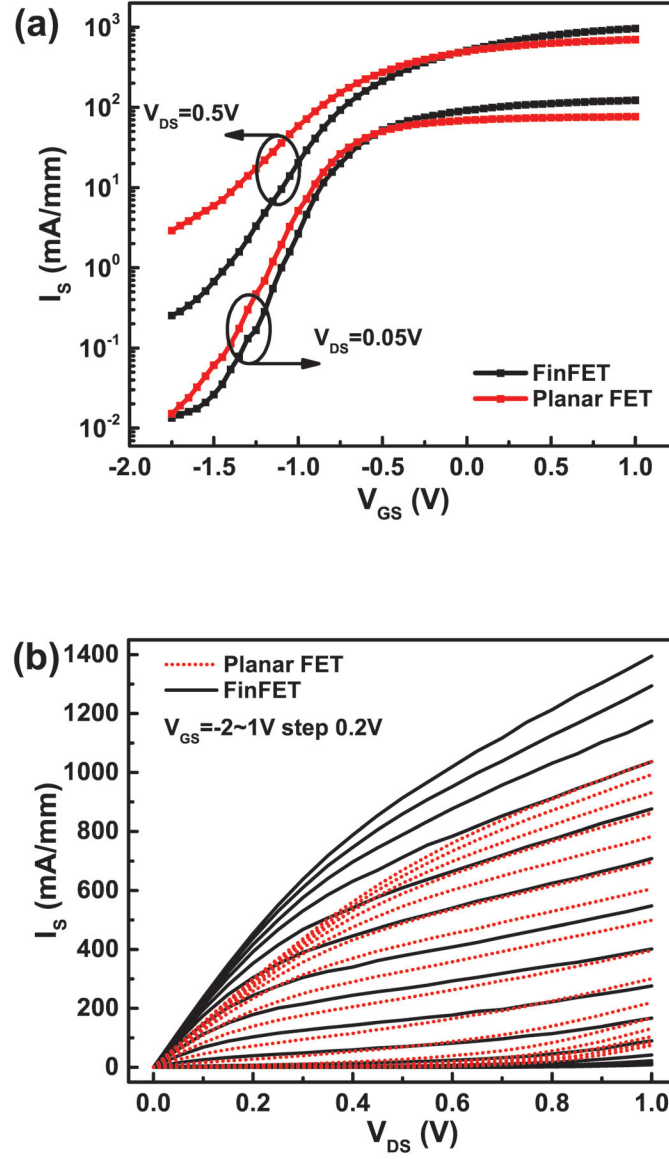 (a)
10³
10²
10¹
10⁰
10⁻¹
10⁻²
I_S (mA/mm)
V_DS=0.5V
V_DS=0.05V
FinFET
Planar FET
-2.0 -1.5 -1.0 -0.5 0.0 0.5 1.0
V_GS (V)
(b)
1400
1200
1000
800
600
400
200
0
I_S (mA/mm)
Planar FET
FinFET
V_GS=-2~1V step 0.2V
0.0 0.2 0.4 0.6 0.8 1.0
V_DS (V)